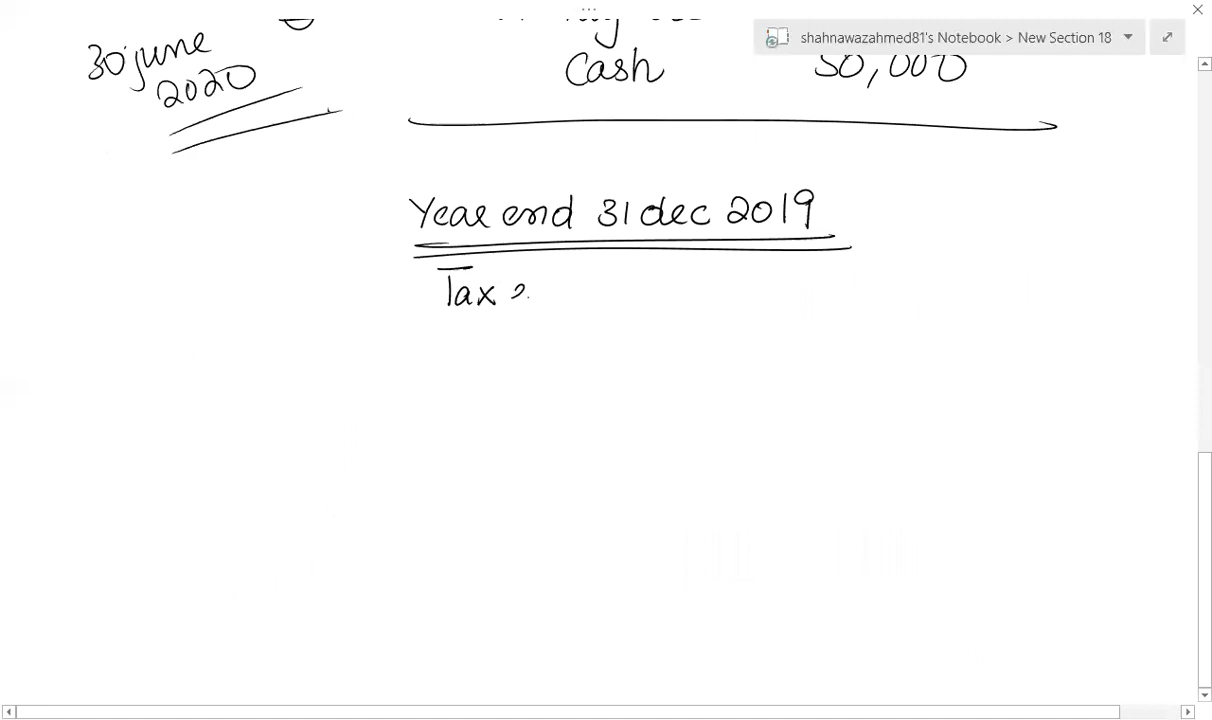 shahnawazahmed81's Notebook > New Section 18
30 june
2020
Cash 50,000
Year end 31 dec 2019
Tax